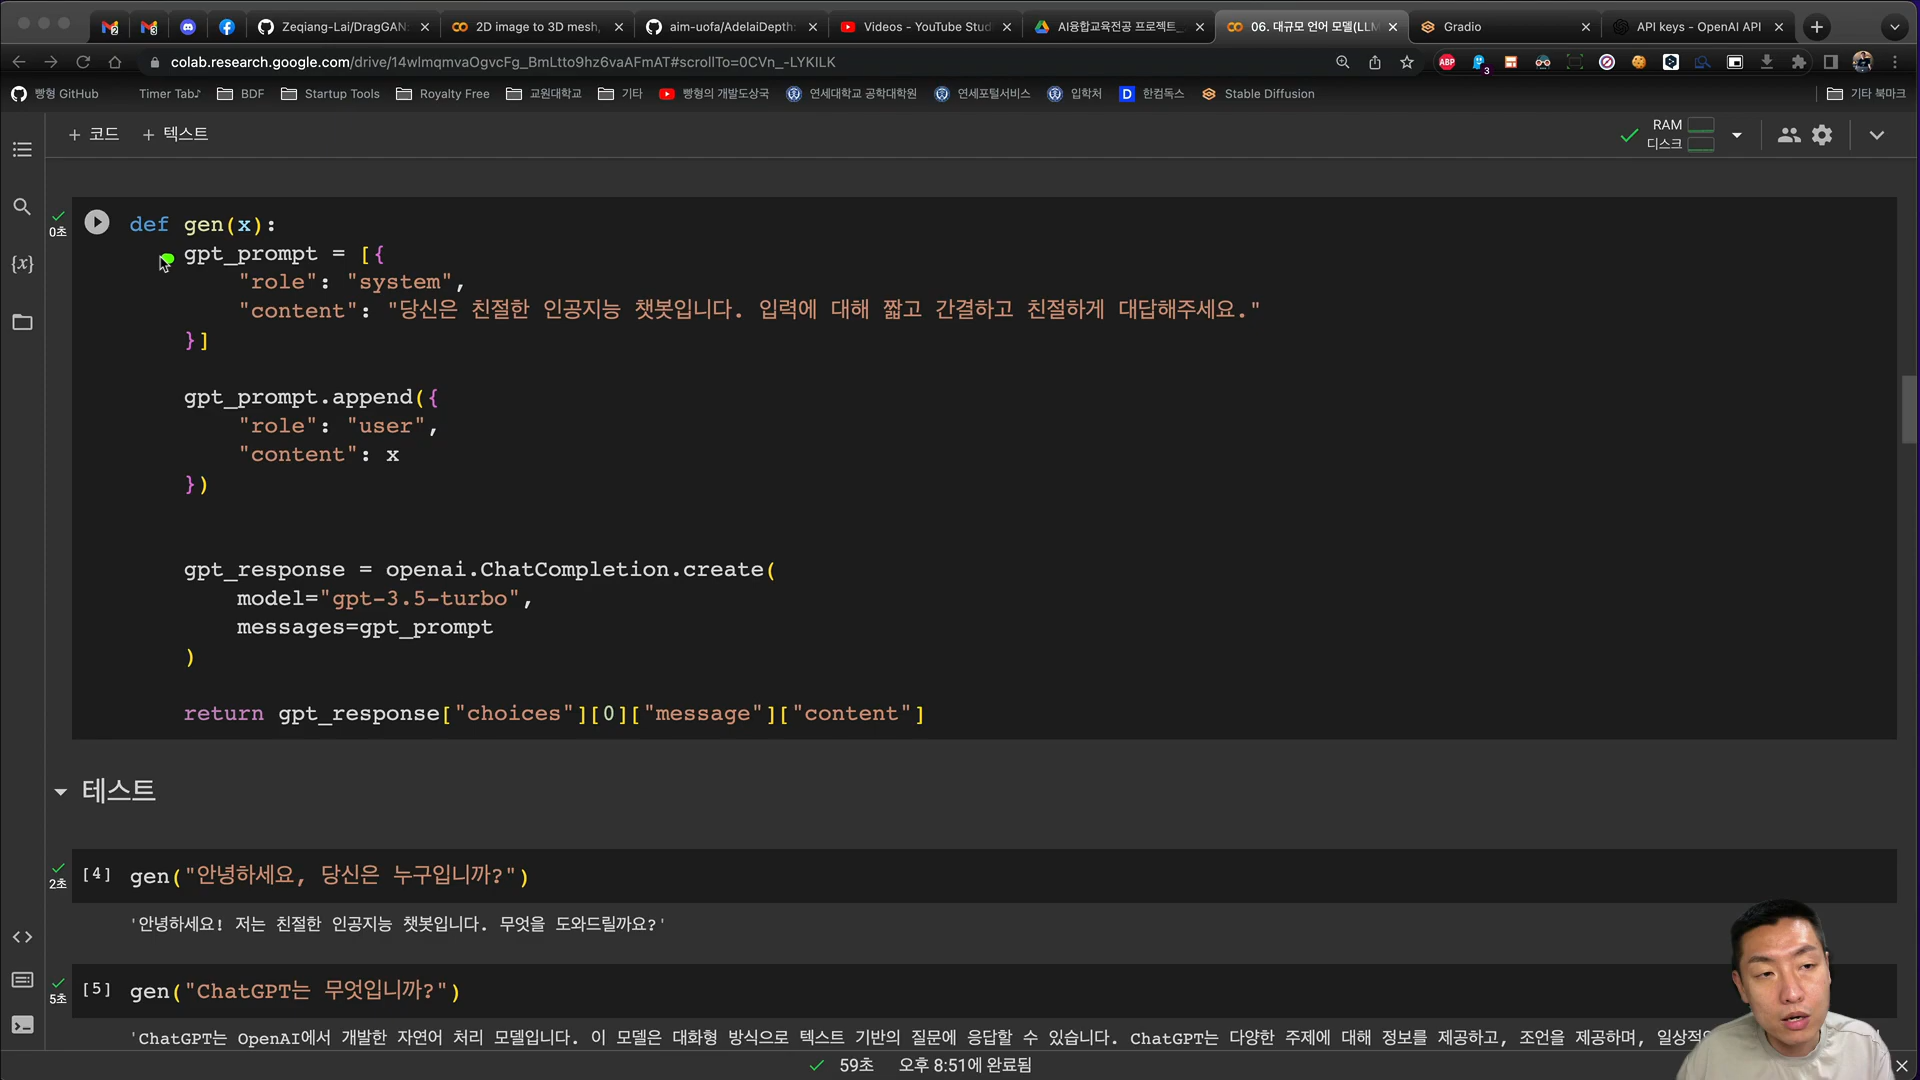 Zeqiang-Lai/DragGAN:
2D image to 3D mesh,
aim-uofa/AdelaiDepth:
Videos - YouTube Stud
AI융합교육전공 프로젝트_
06. 대규모 언어 모델(LLM
Gradio
API keys - OpenAI API
colab.research.google.com/drive/14wlmqmvaOgvcFg_BmLtto9hz6vaAFmAT#scrollTo=0CVn_-LYKILK
ABP
3
빵형 GitHub
Timer Tab♪
BDF
Startup Tools
Royalty Free
교원대학교
기타
빵형의 개발도상국
연세대학교 공학대학원
연세포털서비스
입학처
D 한컴독스
Stable Diffusion
기타 북마크
+ 코드
+ 텍스트
RAM
디스크
{x}
0초
def gen(x):
gpt_prompt = [{
"role": "system",
"content": "당신은 친절한 인공지능 챗봇입니다. 입력에 대해 짧고 간결하고 친절하게 대답해주세요."
}]
gpt_prompt.append({
"role": "user",
"content": x
})
gpt_response = openai.ChatCompletion.create(
model="gpt-3.5-turbo",
messages=gpt_prompt
)
return gpt_response["choices"][0]["message"]["content"]
테스트
2초
[4] gen("안녕하세요, 당신은 누구입니까?")
'안녕하세요! 저는 친절한 인공지능 챗봇입니다. 무엇을 도와드릴까요?'
5초
[5] gen("ChatGPT는 무엇입니까?")
'ChatGPT는 OpenAI에서 개발한 자연어 처리 모델입니다. 이 모델은 대화형 방식으로 텍스트 기반의 질문에 응답할 수 있습니다. ChatGPT는 다양한 주제에 대해 정보를 제공하고, 조언을 제공하며, 일상적
59초 오후 8:51에 완료됨